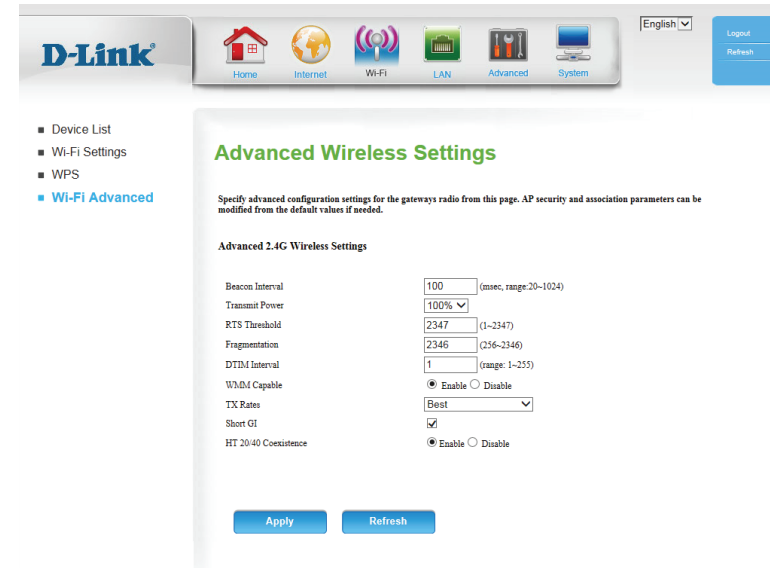 D-Link
Home Internet Wi-Fi LAN Advanced System
English
Logout
Refresh
Device List
Wi-Fi Settings
WPS
Wi-Fi Advanced
Advanced Wireless Settings
Specify advanced configuration settings for the gateways radio from this page. AP security and association parameters can be
modified from the default values if needed.
Advanced 2.4G Wireless Settings
Beacon Interval 100 (msec, range:20~1024)
Transmit Power 100%
RTS Threshold 2347 (1~2347)
Fragmentation 2346 (256~2346)
DTIM Interval 1 (range: 1~255)
WMM Capable Enable Disable
TX Rates Best
Short GI
HT 20/40 Coexistence Enable Disable
Apply Refresh